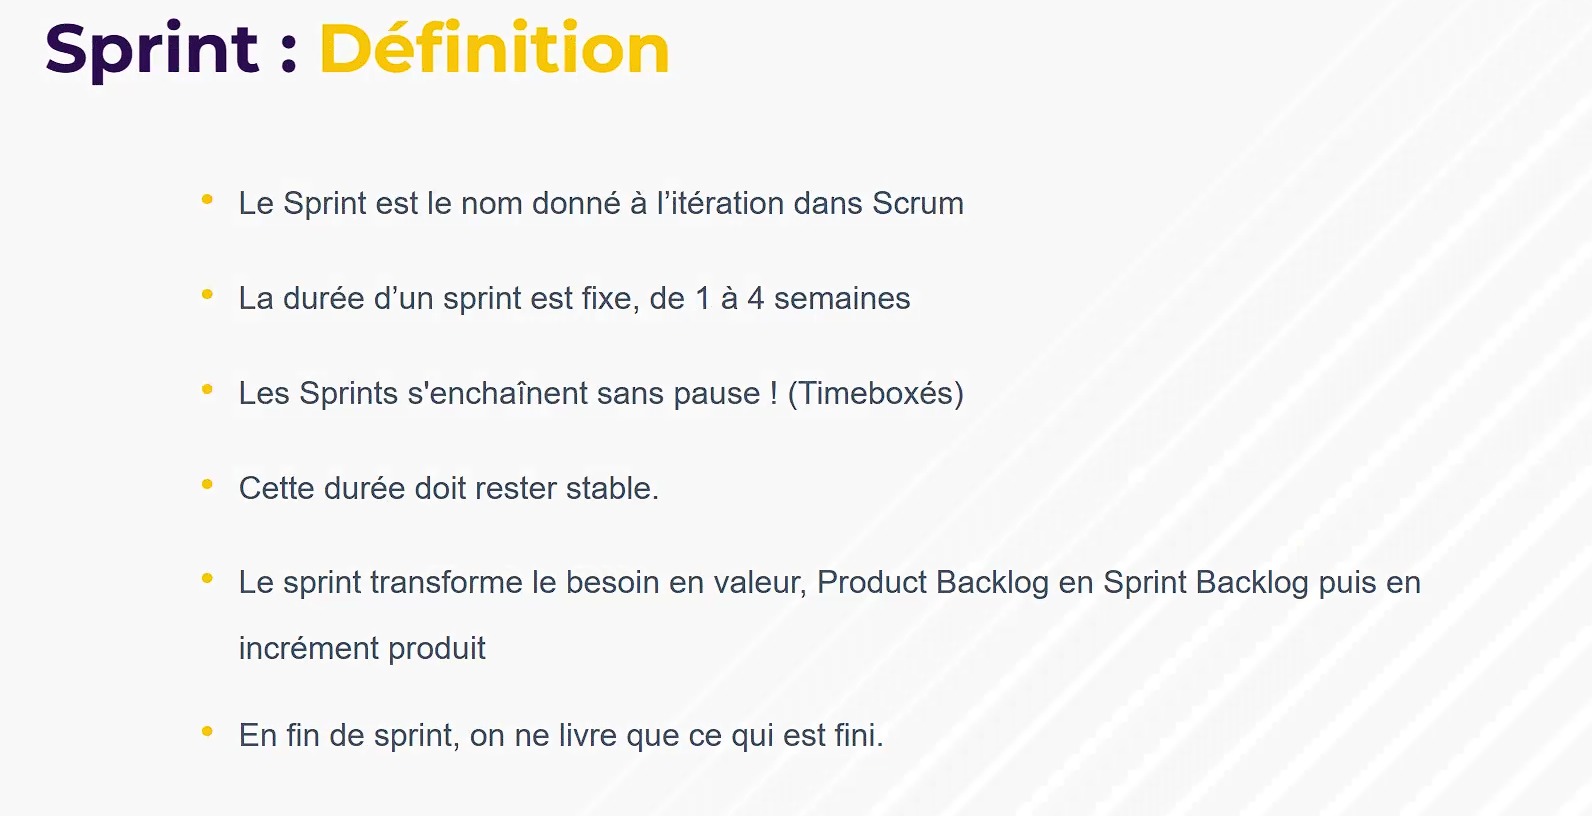 Sprint : Définition
• Le Sprint est le nom donné à l’itération dans Scrum
• La durée d’un sprint est fixe, de 1 à 4 semaines
• Les Sprints s'enchaînent sans pause ! (Timeboxés)
• Cette durée doit rester stable.
• Le sprint transforme le besoin en valeur, Product Backlog en Sprint Backlog puis en
incrément produit
• En fin de sprint, on ne livre que ce qui est fini.